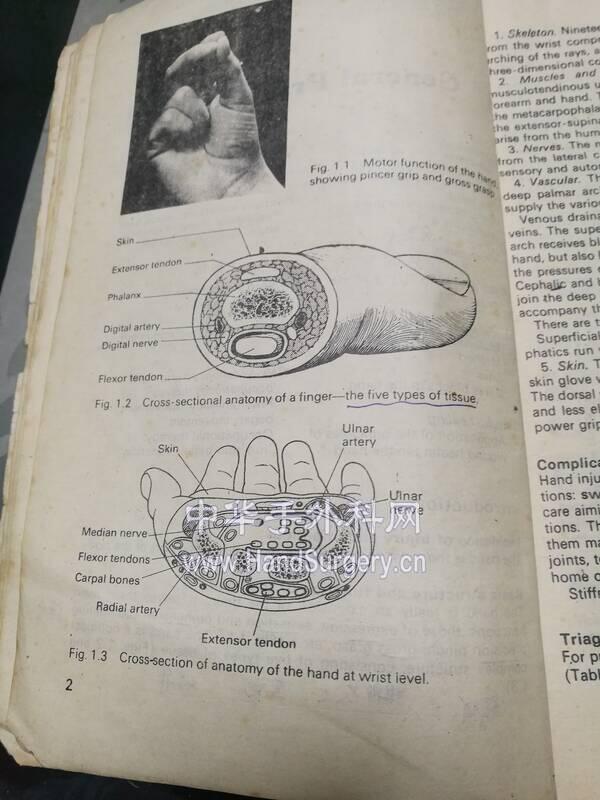 Fig. 1.1 Motor function of the hand,
showing pincer grip and gross grasp
Skin
Extensor tendon
Phalanx
Digital artery
Digital nerve
Flexor tendon
Fig. 1.2 Cross-sectional anatomy of a finger—the five types of tissue.
Ulnar
artery
Skin
Ulnar
nerve
Median nerve
Flexor tendons
Carpal bones
Radial artery
Extensor tendon
中华手外科网
www.HandSurgery.cn
Fig. 1.3 Cross-section of anatomy of the hand at wrist level.
2
1. Skeleton. Ninetee
from the wrist comp
rching of the rays, a
three-dimensional co
2. Muscles and
musculotendinous u
orearm and hand. T
the metacarpophala
the extensor-supina
arise from the hum
3. Nerves. The m
from the lateral c
sensory and auto
4. Vascular. Th
deep palmar arc
supply the vario
Venous draina
veins. The supe
arch receives bl
hand, but also
the pressures
Cephalic and
join the deep
accompany th
There are t
Superficial
phatics run
5. Skin. T
skin glove
The dorsal
and less el
power grip
Complica
Hand inju
tions: sw
care aimi
tions. Th
them ma
joints, t
home
Stiff
Triag
For p
(Tabl